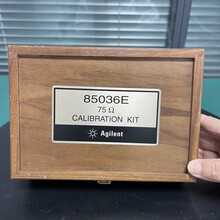 85036E
75 Ω
CALIBRATION KIT
Agilent